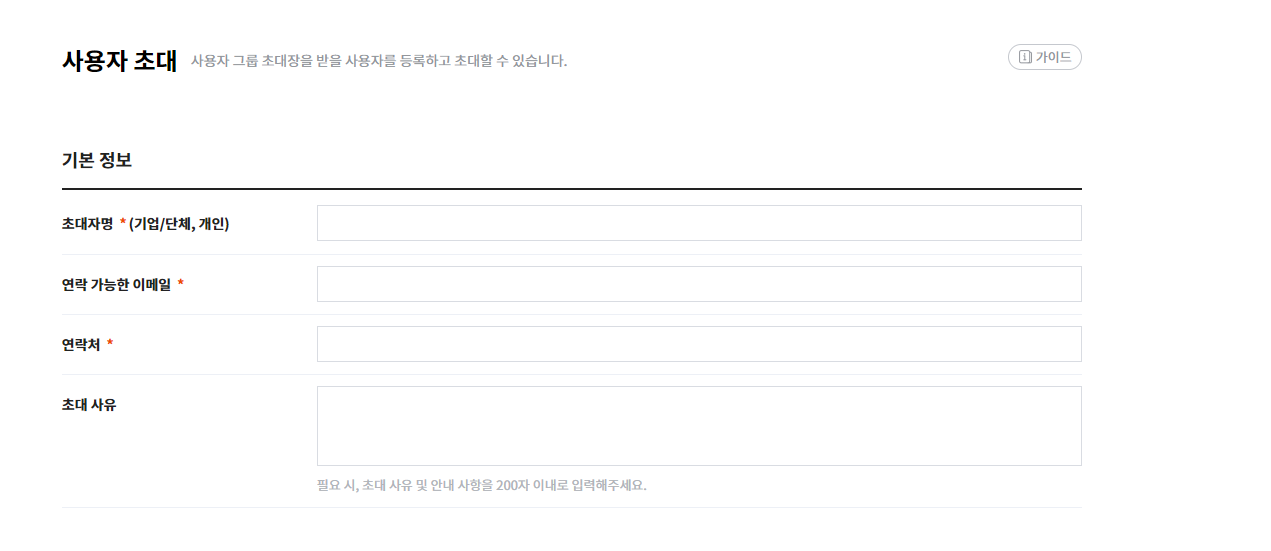 사용자 초대 사용자 그룹 초대장을 받을 사용자를 등록하고 초대할 수 있습니다. 가이드
기본 정보
초대자명 * (기업/단체, 개인)
연락 가능한 이메일 *
연락처 *
초대 사유
필요 시, 초대 사유 및 안내 사항을 200자 이내로 입력해주세요.